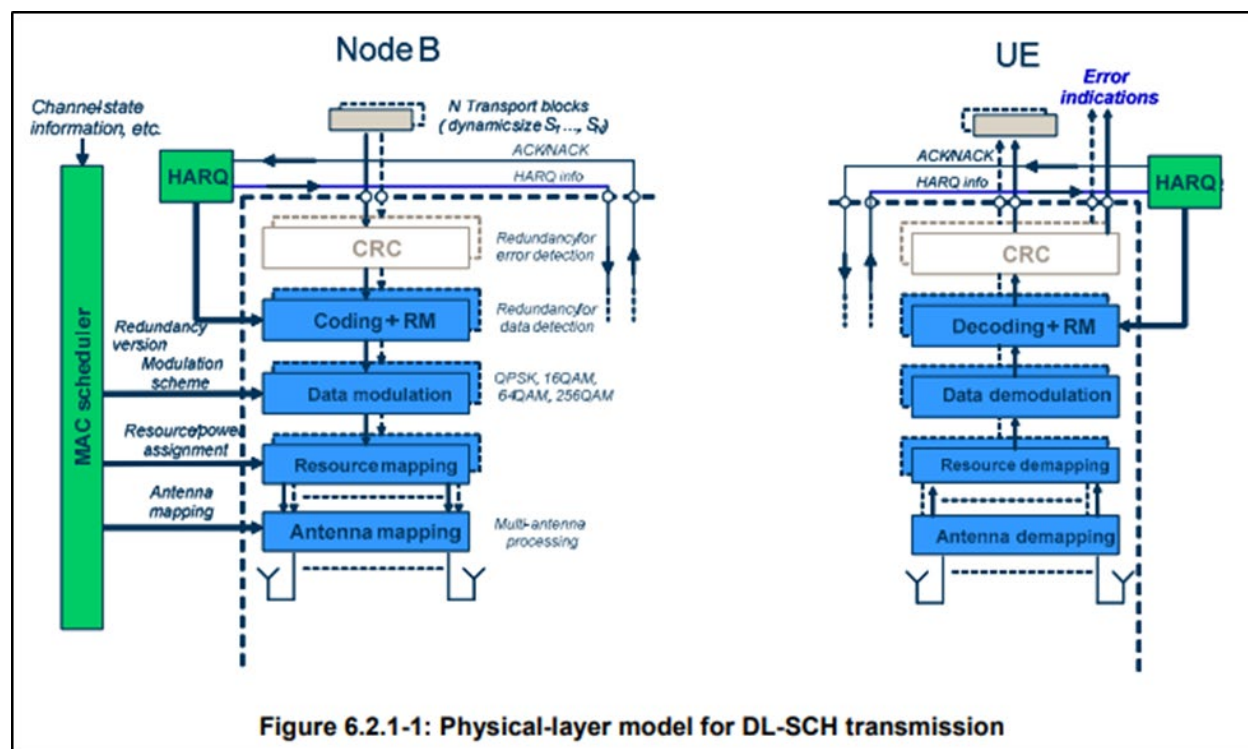 Node B
UE
Channel-state
information, etc.
N Transport blocks
(dynamic size S1 ..., SN)
Error
indications
HARQ
ACK/NACK
HARQ info
ACK/NACK
HARQ info
HARQ
CRC
Redundancy for
error detection
CRC
Coding + RM
Redundancy for
data detection
Decoding + RM
MAC scheduler
Redundancy
version
Modulation
scheme
Data modulation
QPSK, 16QAM,
64QAM, 256QAM
Data demodulation
Resource/power
assignment
Resource mapping
Resource demapping
Antenna
mapping
Antenna mapping
Multi-antenna
processing
Antenna demapping
Figure 6.2.1-1: Physical-layer model for DL-SCH transmission